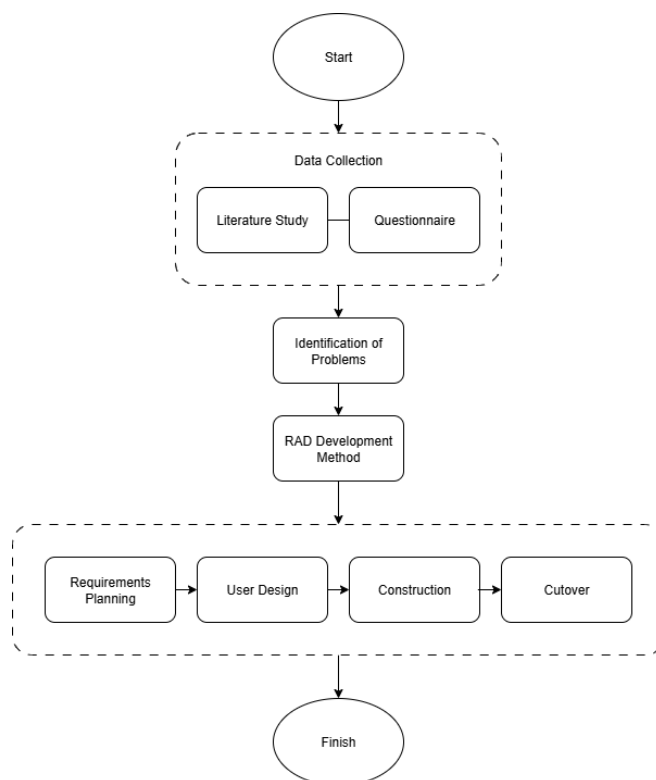 Start
Data Collection
Literature Study
Questionnaire
Identification of
Problems
RAD Development
Method
Requirements
Planning
User Design
Construction
Cutover
Finish